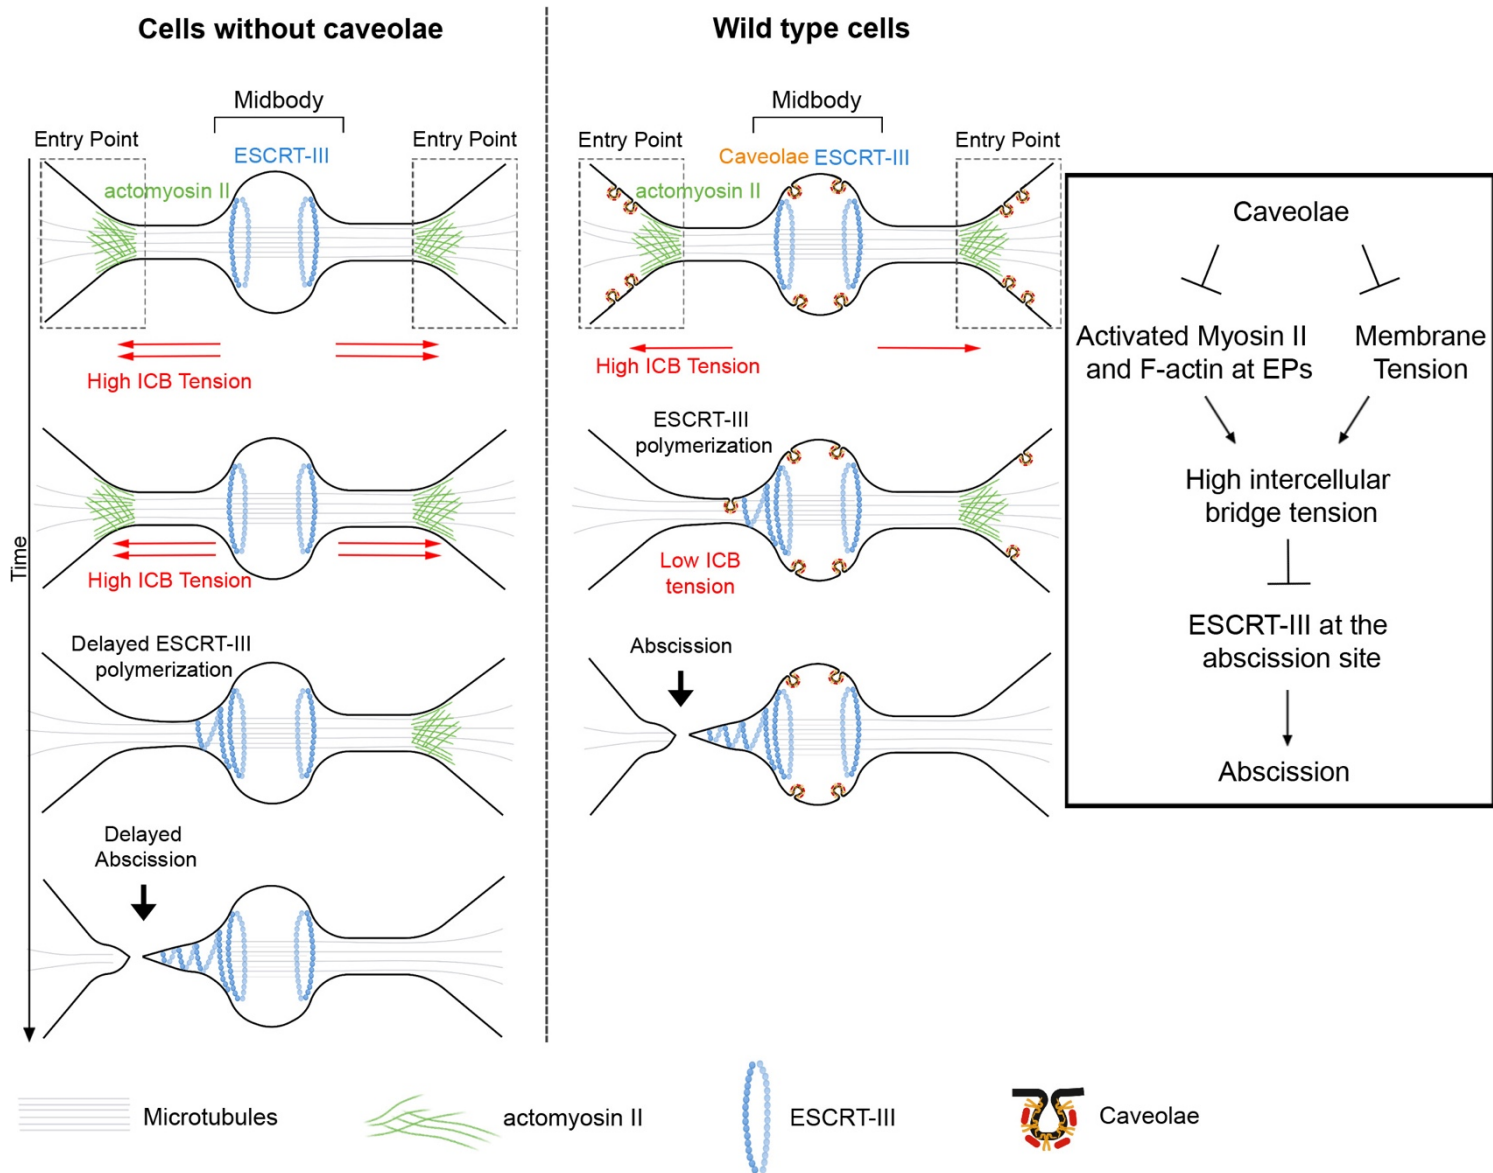 Cells without caveolae
Midbody
Entry Point
ESCRT-III
Entry Point
actomyosin II
High ICB Tension
High ICB Tension
Delayed ESCRT-III
polymerization
Delayed
Abscission
Time
Wild type cells
Midbody
Entry Point
Caveolae
ESCRT-III
Entry Point
actomyosin II
High ICB Tension
ESCRT-III
polymerization
Low ICB
tension
Abscission
Caveolae
Activated Myosin II
and F-actin at EPs
Membrane
Tension
High intercellular
bridge tension
ESCRT-III at the
abscission site
Abscission
Microtubules
actomyosin II
ESCRT-III
Caveolae